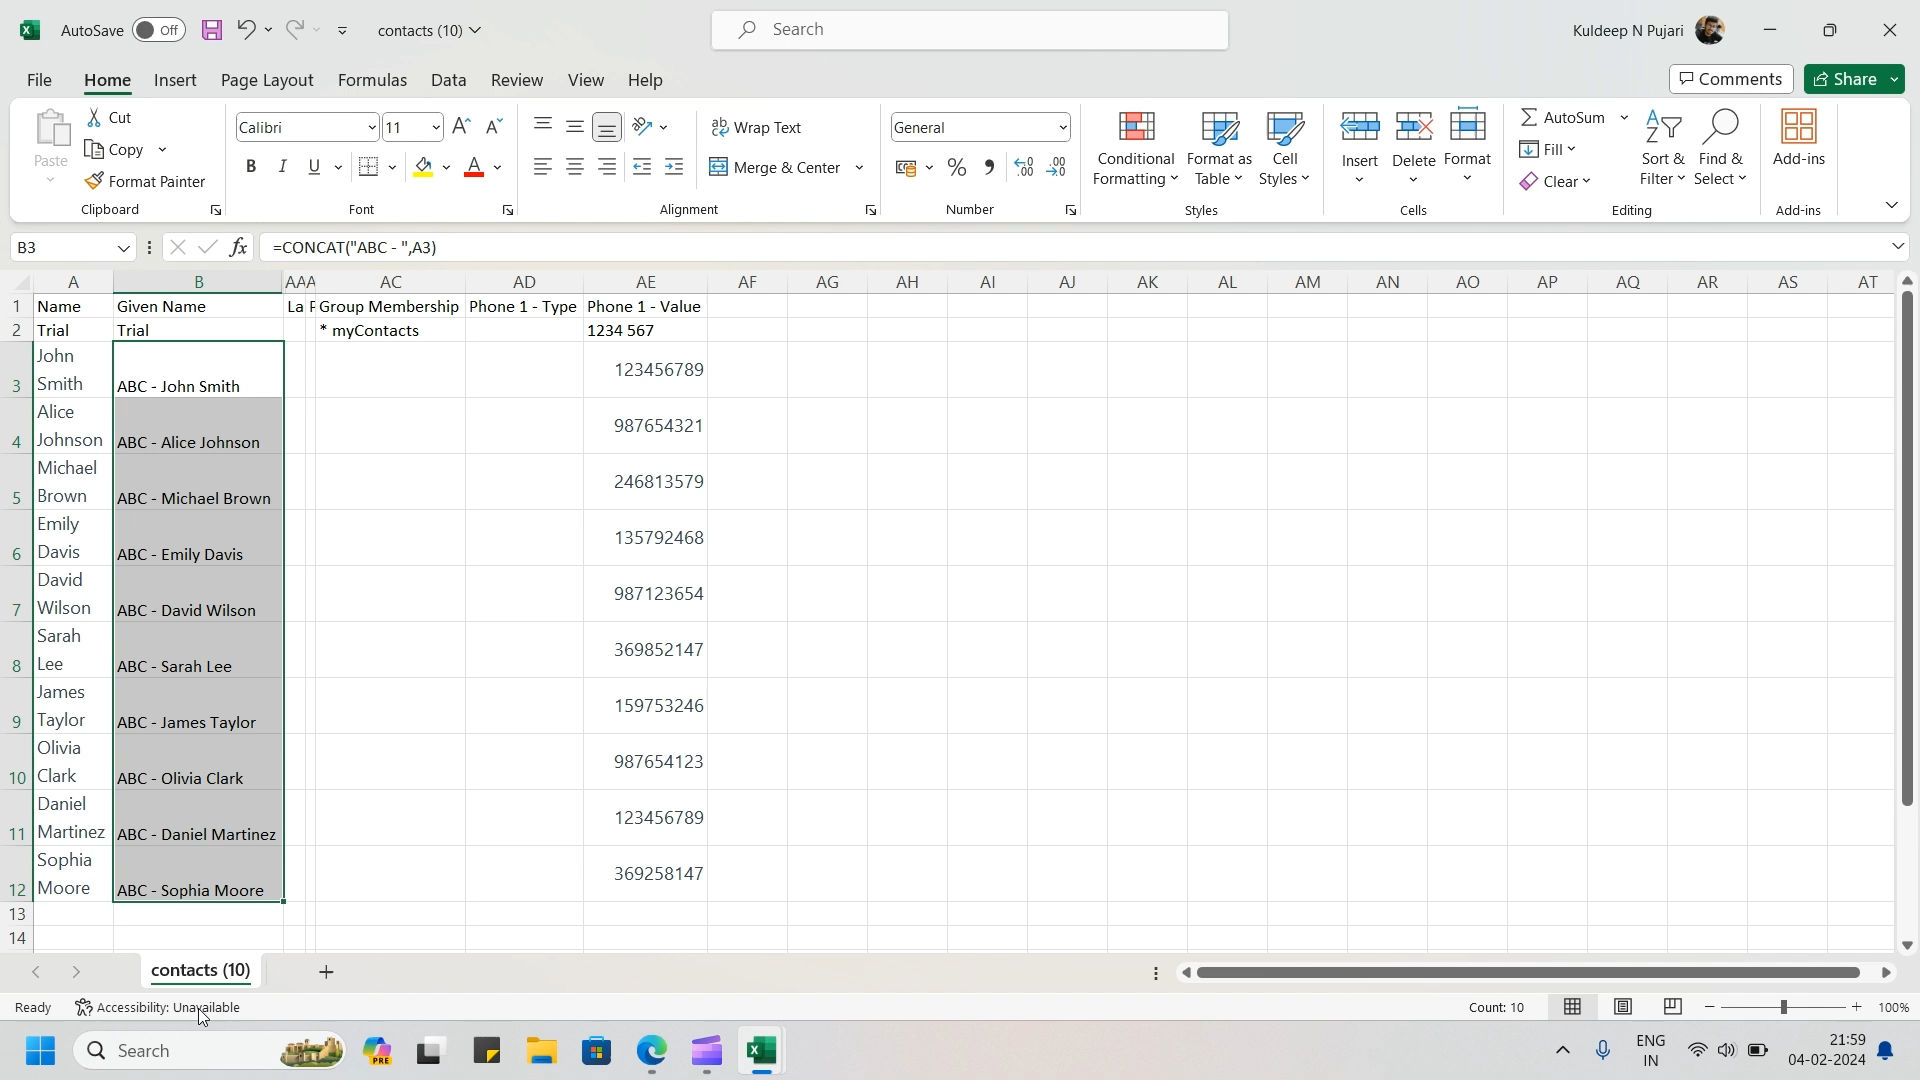 AutoSave Off contacts (10) Search Kuldeep N Pujari
File Home Insert Page Layout Formulas Data Review View Help Comments Share
Paste Cut Copy Format Painter Clipboard
Calibri 11 B I U A Font
Wrap Text Merge & Center Alignment
General % Number
Conditional Formatting Format as Table Cell Styles Styles
Insert Delete Format Cells
AutoSum Fill Clear Sort & Filter Find & Select Editing
Add-ins Add-ins
B3 fx =CONCAT("ABC - ",A3)
A B AA A AC AD AE AF AG AH AI AJ AK AL AM AN AO AP AQ AR AS AT
1 Name Given Name La F Group Membership Phone 1 - Type Phone 1 - Value
2 Trial Trial * myContacts 1234 567
3 John Smith ABC - John Smith 123456789
4 Alice Johnson ABC - Alice Johnson 987654321
5 Michael Brown ABC - Michael Brown 246813579
6 Emily Davis ABC - Emily Davis 135792468
7 David Wilson ABC - David Wilson 987123654
8 Sarah Lee ABC - Sarah Lee 369852147
9 James Taylor ABC - James Taylor 159753246
10 Olivia Clark ABC - Olivia Clark 987654123
11 Daniel Martinez ABC - Daniel Martinez 123456789
12 Sophia Moore ABC - Sophia Moore 369258147
13
14
contacts (10)
Ready Accessibility: Unavailable Count: 10 100%
Search PRE ENG IN 21:59 04-02-2024